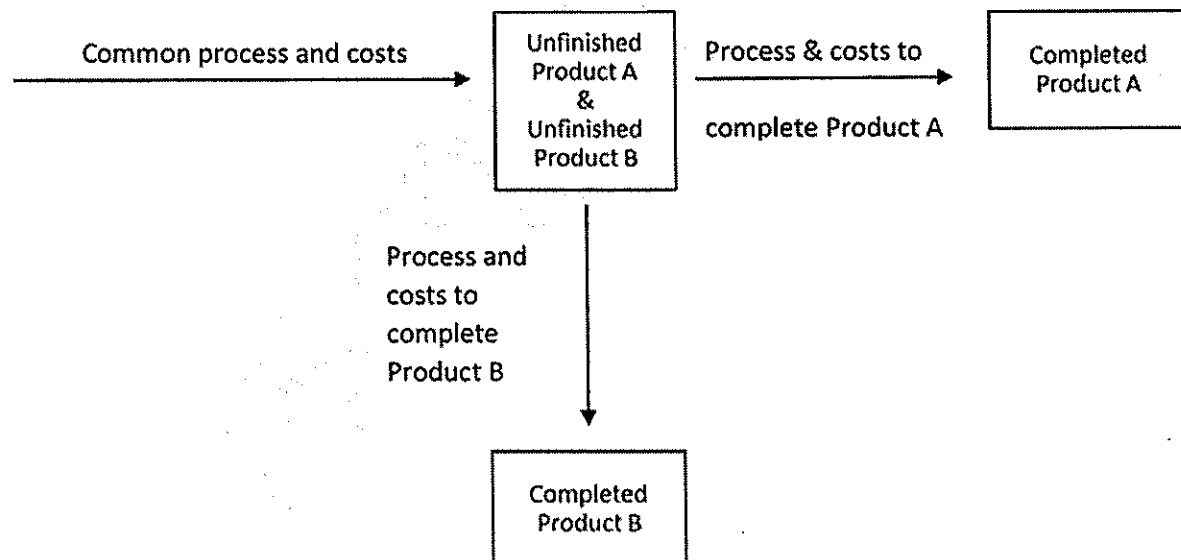 Common process and costs
Unfinished
Product A
&
Unfinished
Product B
Process & costs to
complete Product A
Completed
Product A
Process and
costs to
complete
Product B
Completed
Product B